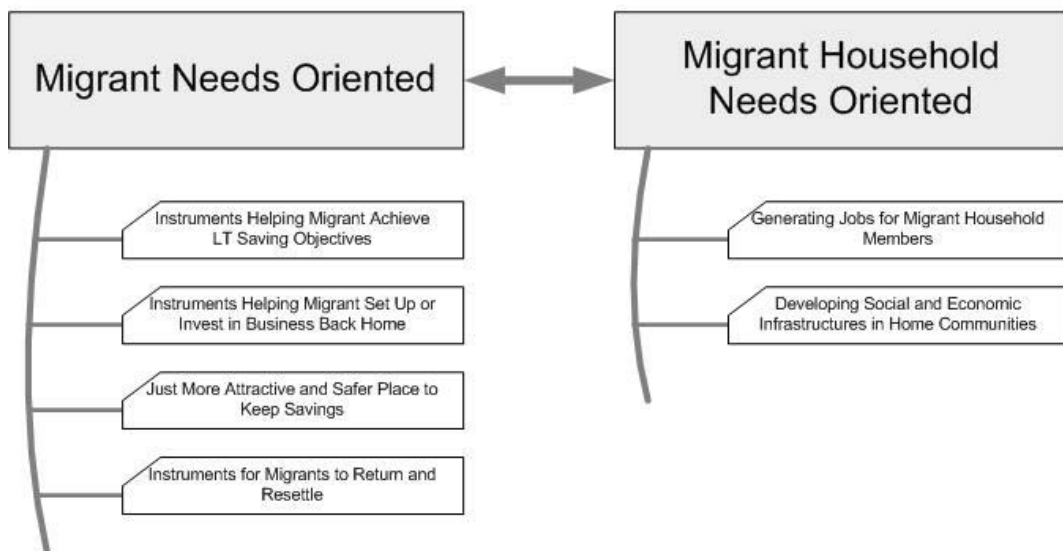 Migrant Needs Oriented
Migrant Household
Needs Oriented
Instruments Helping Migrant Achieve
LT Saving Objectives
Instruments Helping Migrant Set Up or
Invest in Business Back Home
Just More Attractive and Safer Place to
Keep Savings
Instruments for Migrants to Return and
Resettle
Generating Jobs for Migrant Household
Members
Developing Social and Economic
Infrastructures in Home Communities